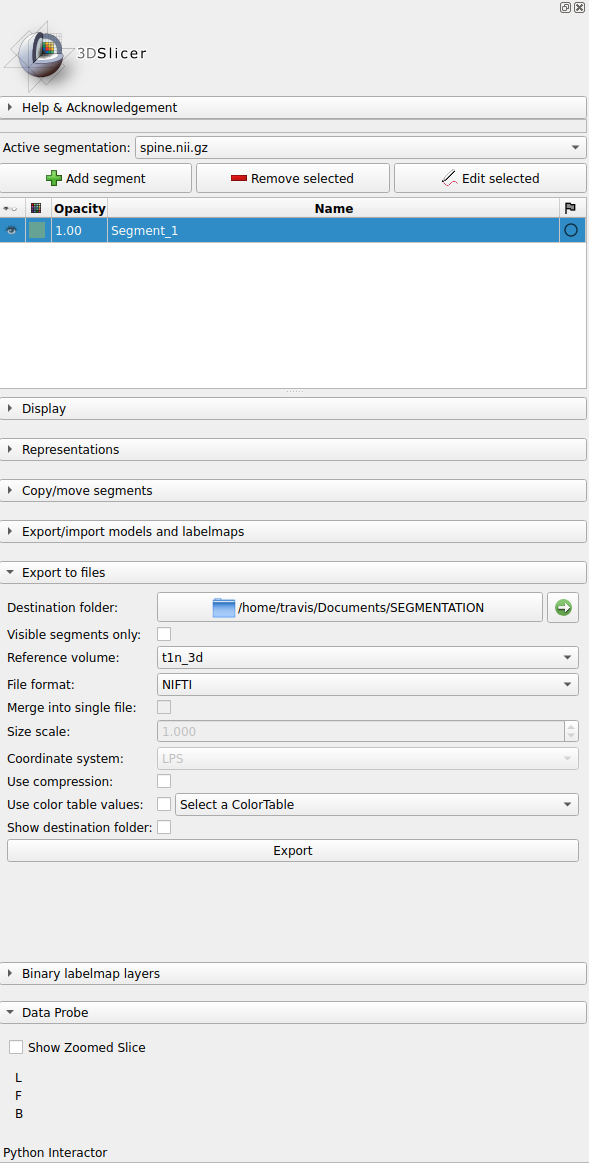 3DSlicer
Help & Acknowledgement
Active segmentation: spine.nii.gz
Add segment Remove selected Edit selected
Opacity Name
1.00 Segment_1
Display
Representations
Copy/move segments
Export/import models and labelmaps
Export to files
Destination folder: /home/travis/Documents/SEGMENTATION
Visible segments only:
Reference volume: t1n_3d
File format: NIFTI
Merge into single file:
Size scale: 1.000
Coordinate system: LPS
Use compression:
Use color table values: Select a ColorTable
Show destination folder:
Export
Binary labelmap layers
Data Probe
Show Zoomed Slice
L
F
B
Python Interactor